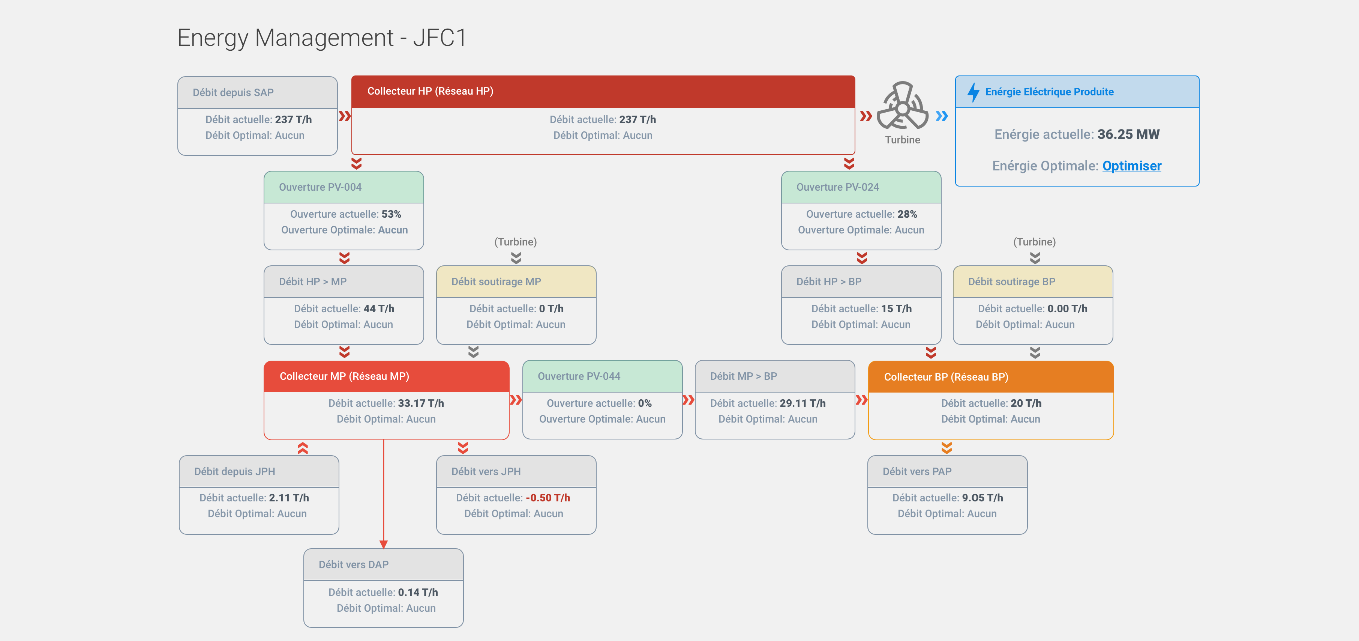 Energy Management - JFC1
Débit depuis SAP
Débit actuelle: 237 T/h
Débit Optimal: Aucun
Collecteur HP (Réseau HP)
Débit actuelle: 237 T/h
Débit Optimal: Aucun
Turbine
Enérgie Eléctrique Produite
Enérgie actuelle: 36.25 MW
Enérgie Optimale: Optimiser
Ouverture PV-004
Ouverture actuelle: 53%
Ouverture Optimale: Aucun
Ouverture PV-024
Ouverture actuelle: 28%
Ouverture Optimale: Aucun
(Turbine)
(Turbine)
Débit HP > MP
Débit actuelle: 44 T/h
Débit Optimal: Aucun
Débit soutirage MP
Débit actuelle: 0 T/h
Débit Optimal: Aucun
Débit HP > BP
Débit actuelle: 15 T/h
Débit Optimal: Aucun
Débit soutirage BP
Débit actuelle: 0.00 T/h
Débit Optimal: Aucun
Collecteur MP (Réseau MP)
Débit actuelle: 33.17 T/h
Débit Optimal: Aucun
Ouverture PV-044
Ouverture actuelle: 0%
Ouverture Optimale: Aucun
Débit MP > BP
Débit actuelle: 29.11 T/h
Débit Optimal: Aucun
Collecteur BP (Réseau BP)
Débit actuelle: 20 T/h
Débit Optimal: Aucun
Débit depuis JPH
Débit actuelle: 2.11 T/h
Débit Optimal: Aucun
Débit vers JPH
Débit actuelle: -0.50 T/h
Débit Optimal: Aucun
Débit vers PAP
Débit actuelle: 9.05 T/h
Débit Optimal: Aucun
Débit vers DAP
Débit actuelle: 0.14 T/h
Débit Optimal: Aucun